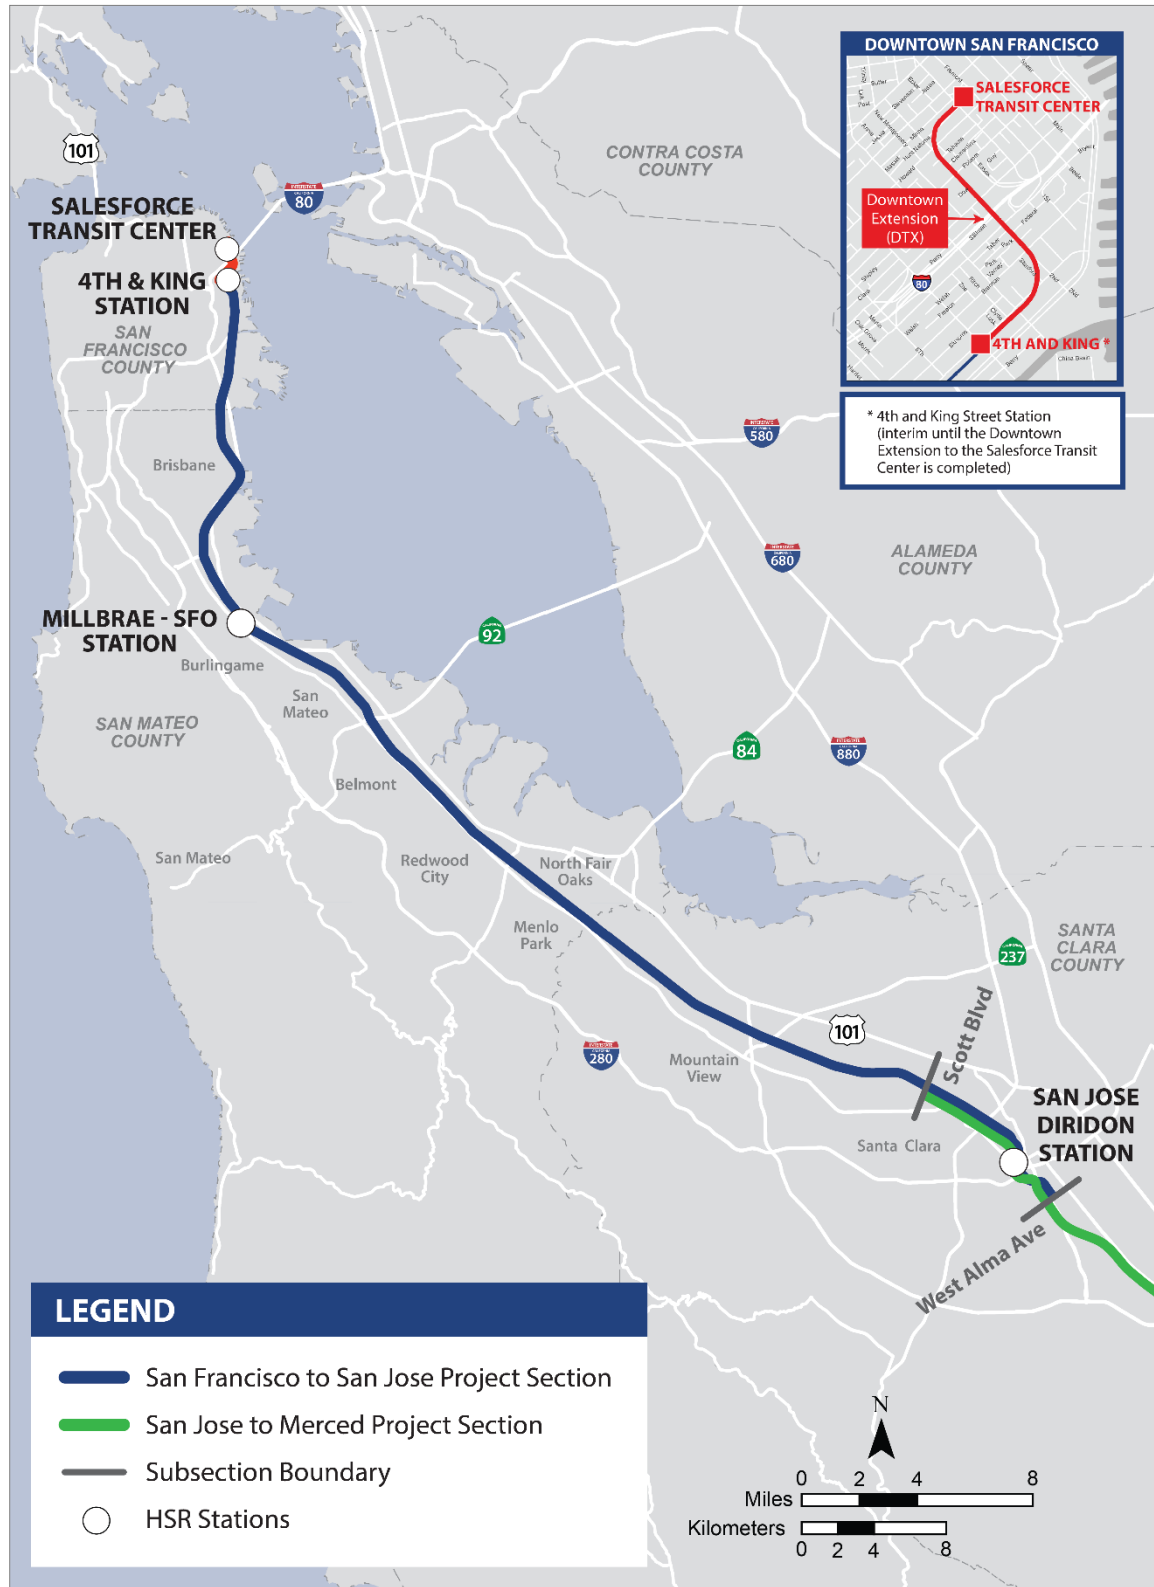 DOWNTOWN SAN FRANCISCO
SALESFORCE
TRANSIT CENTER
Downtown
Extension
(DTX)
80
4TH AND KING *
* 4th and King Street Station
(interim until the Downtown
Extension to the Salesforce Transit
Center is completed)
101
INTERSTATE
80
CONTRA COSTA
COUNTY
SALESFORCE
TRANSIT CENTER
4TH & KING
STATION
SAN
FRANCISCO
COUNTY
INTERSTATE
580
Brisbane
INTERSTATE
680
ALAMEDA
COUNTY
MILLBRAE - SFO
STATION
92
Burlingame
San
Mateo
SAN MATEO
COUNTY
84
INTERSTATE
880
Belmont
San Mateo
Redwood
City
North Fair
Oaks
Menlo
Park
SANTA
CLARA
COUNTY
237
Scott Blvd
101
280
Mountain
View
SAN JOSE
DIRIDON
STATION
Santa Clara
West Alma Ave
LEGEND
San Francisco to San Jose Project Section
San Jose to Merced Project Section
Subsection Boundary
HSR Stations
N
0 2 4 8
Miles
Kilometers
0 2 4 8